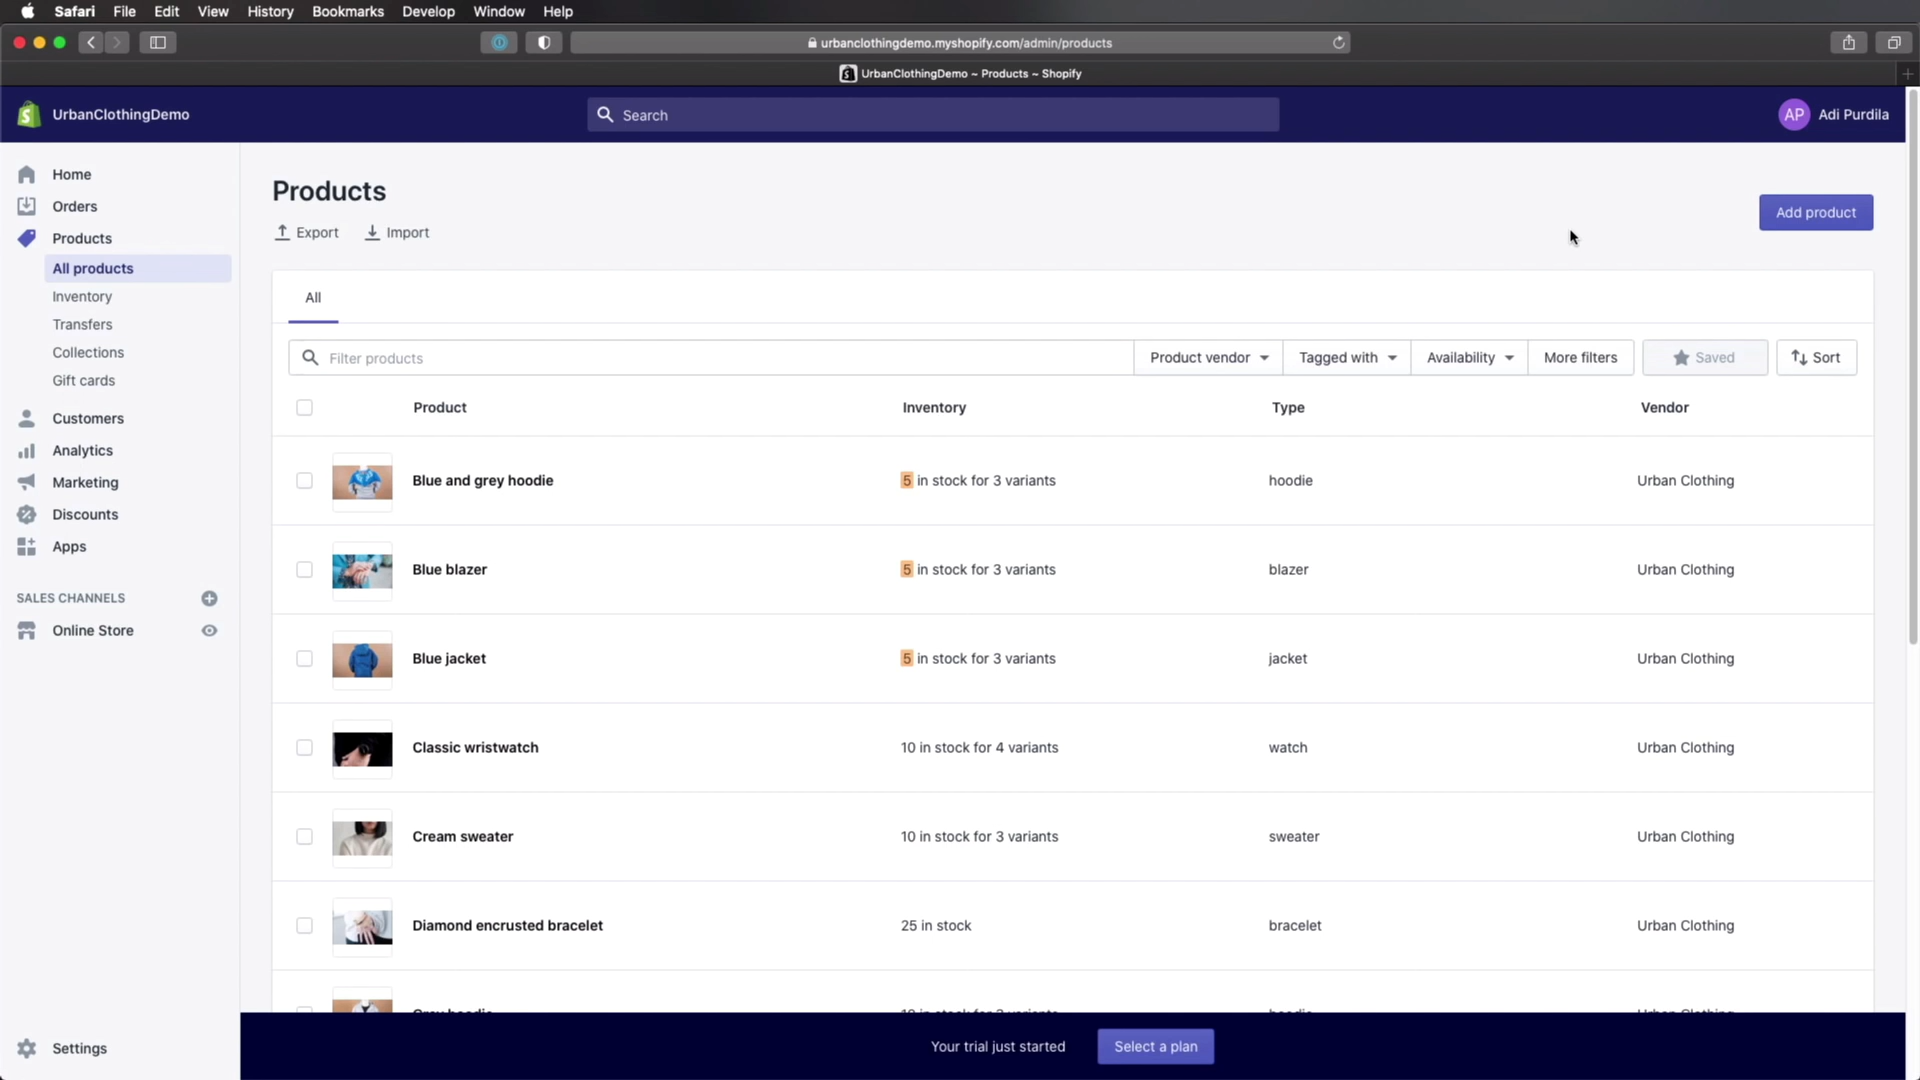 Safari File Edit View History Bookmarks Develop Window Help
urbanclothingdemo.myshopify.com/admin/products
UrbanClothingDemo ~ Products ~ Shopify
UrbanClothingDemo
Search
AP Adi Purdila
Home
Orders
Products
All products
Inventory
Transfers
Collections
Gift cards
Customers
Analytics
Marketing
Discounts
Apps
SALES CHANNELS
Online Store
Settings
Products
Export Import
Add product
All
Filter products Product vendor Tagged with Availability More filters Saved Sort
Product Inventory Type Vendor
Blue and grey hoodie 5 in stock for 3 variants hoodie Urban Clothing
Blue blazer 5 in stock for 3 variants blazer Urban Clothing
Blue jacket 5 in stock for 3 variants jacket Urban Clothing
Classic wristwatch 10 in stock for 4 variants watch Urban Clothing
Cream sweater 10 in stock for 3 variants sweater Urban Clothing
Diamond encrusted bracelet 25 in stock bracelet Urban Clothing
Your trial just started Select a plan